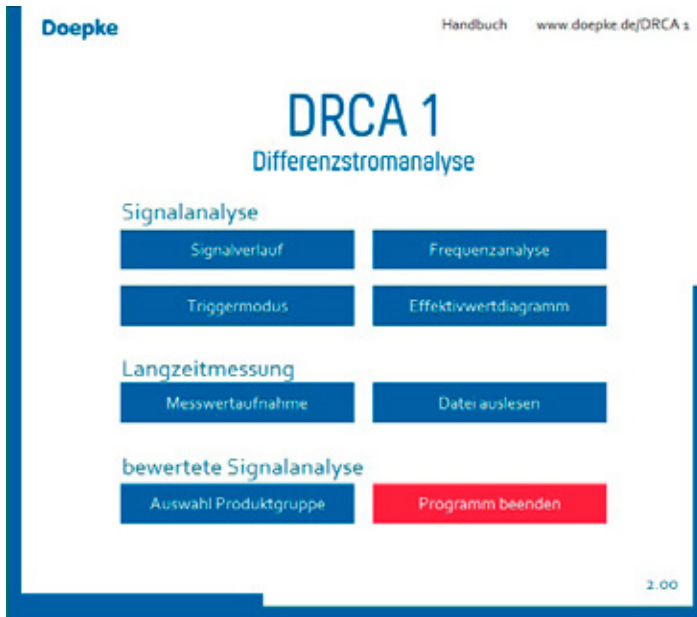 Doepke
Handbuch www.doepke.de/DRCA 1
DRCA 1
Differenzstromanalyse
Signalanalyse
Signalverlauf Frequenzanalyse
Triggermodus Effektivwertdiagramm
Langzeitmessung
Messwertaufnahme Datei auslesen
bewertete Signalanalyse
Auswahl Produktgruppe Programm beenden
2.00